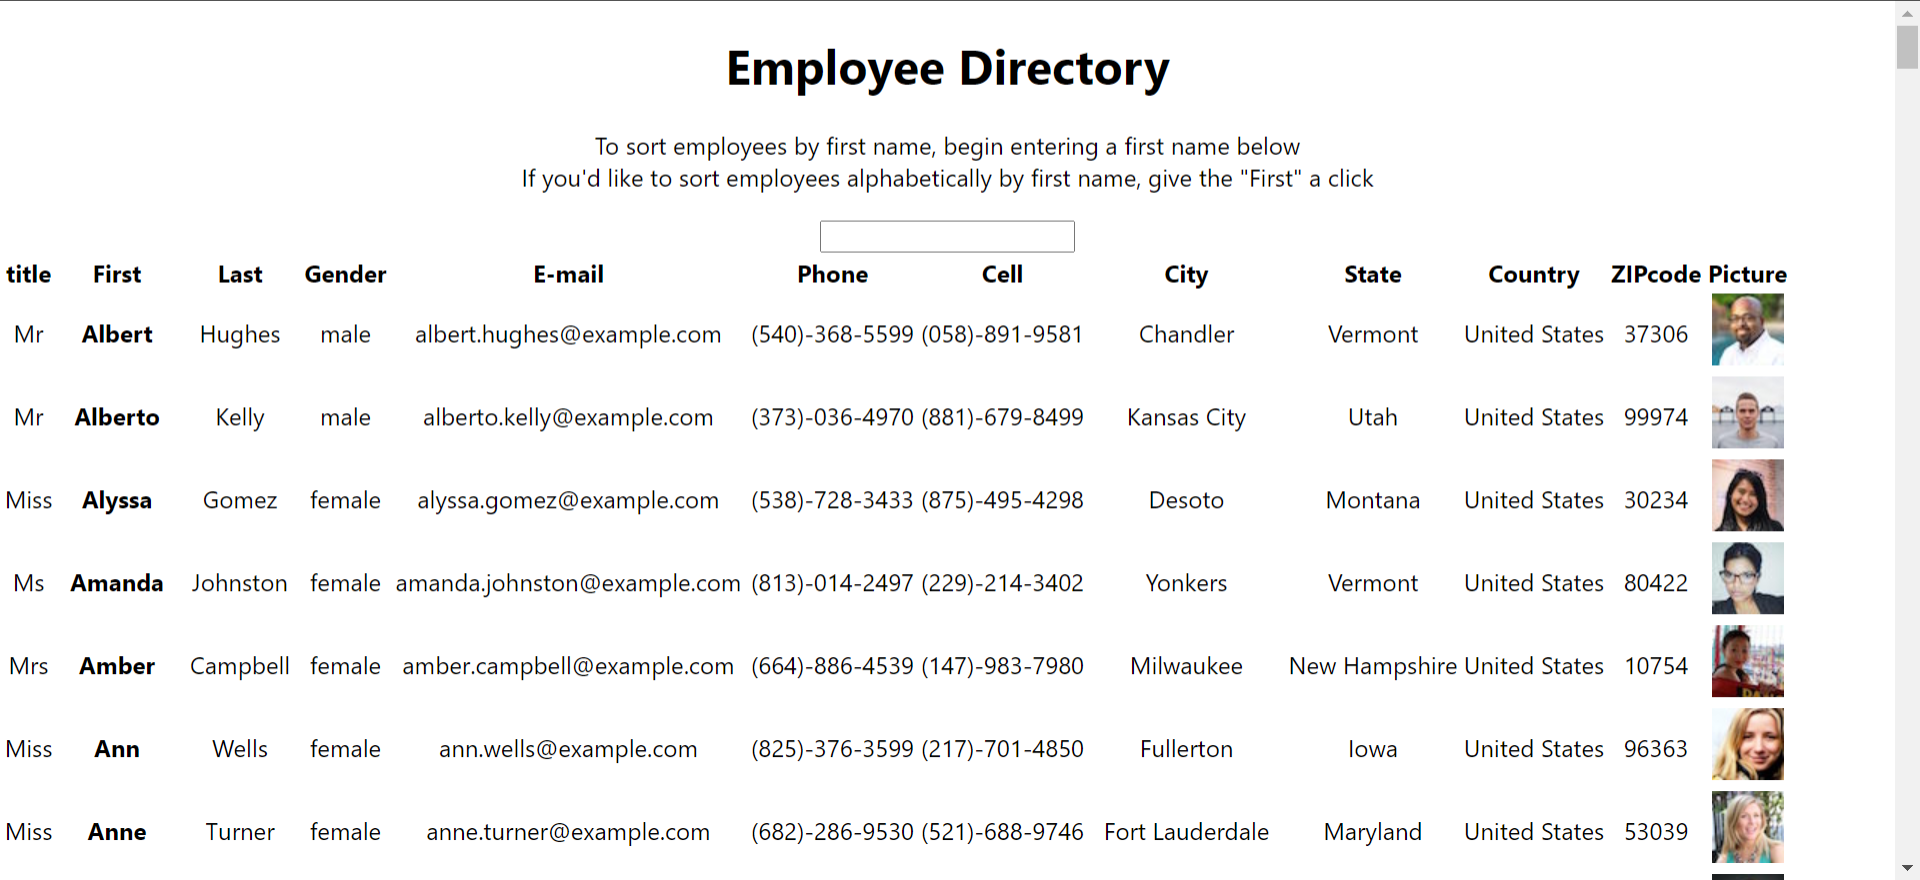 Employee Directory
To sort employees by first name, begin entering a first name below
If you'd like to sort employees alphabetically by first name, give the "First" a click
title First Last Gender E-mail Phone Cell City State Country ZIPcode Picture
Mr Albert Hughes male albert.hughes@example.com (540)-368-5599 (058)-891-9581 Chandler Vermont United States 37306
Mr Alberto Kelly male alberto.kelly@example.com (373)-036-4970 (881)-679-8499 Kansas City Utah United States 99974
Miss Alyssa Gomez female alyssa.gomez@example.com (538)-728-3433 (875)-495-4298 Desoto Montana United States 30234
Ms Amanda Johnston female amanda.johnston@example.com (813)-014-2497 (229)-214-3402 Yonkers Vermont United States 80422
Mrs Amber Campbell female amber.campbell@example.com (664)-886-4539 (147)-983-7980 Milwaukee New Hampshire United States 10754
Miss Ann Wells female ann.wells@example.com (825)-376-3599 (217)-701-4850 Fullerton Iowa United States 96363
Miss Anne Turner female anne.turner@example.com (682)-286-9530 (521)-688-9746 Fort Lauderdale Maryland United States 53039